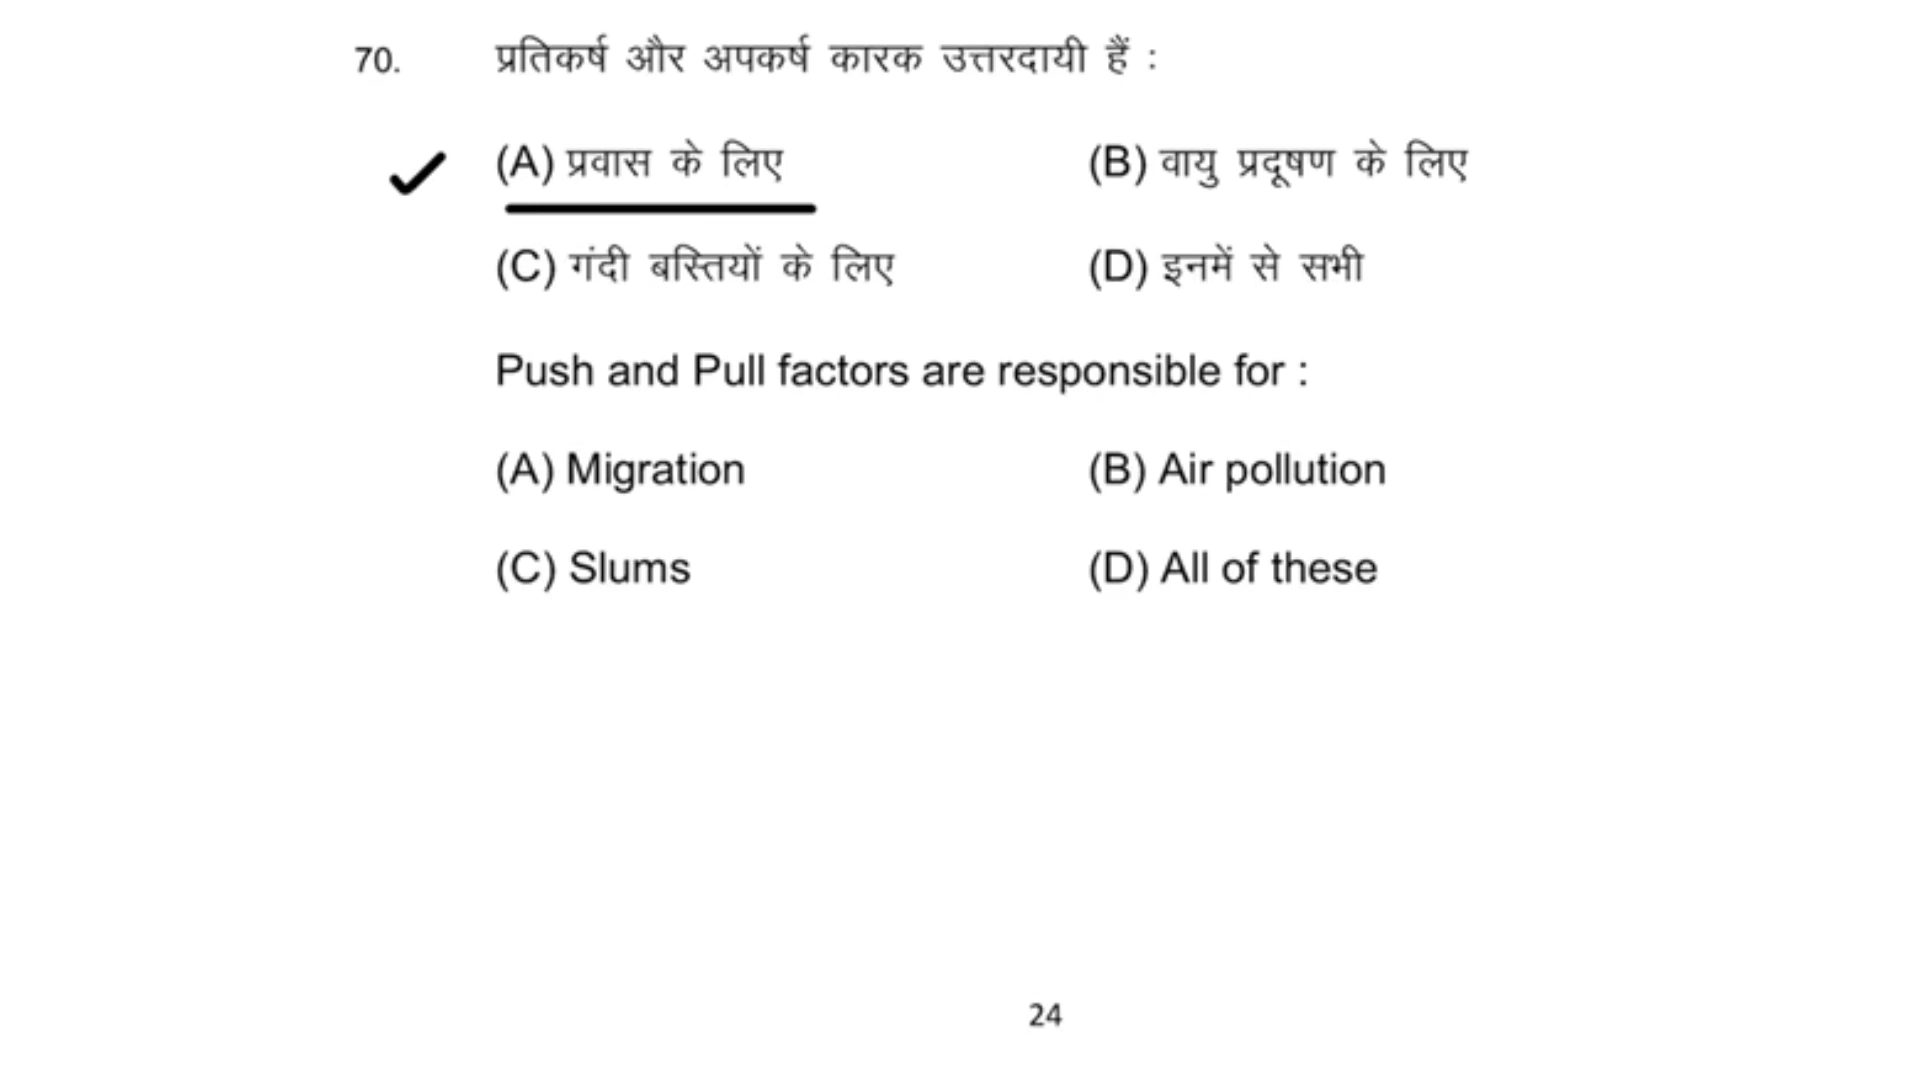 70. प्रतिकर्ष और अपकर्ष कारक उत्तरदायी हैं :
(A) प्रवास के लिए (B) वायु प्रदूषण के लिए
(C) गंदी बस्तियों के लिए (D) इनमें से सभी
Push and Pull factors are responsible for :
(A) Migration (B) Air pollution
(C) Slums (D) All of these
24